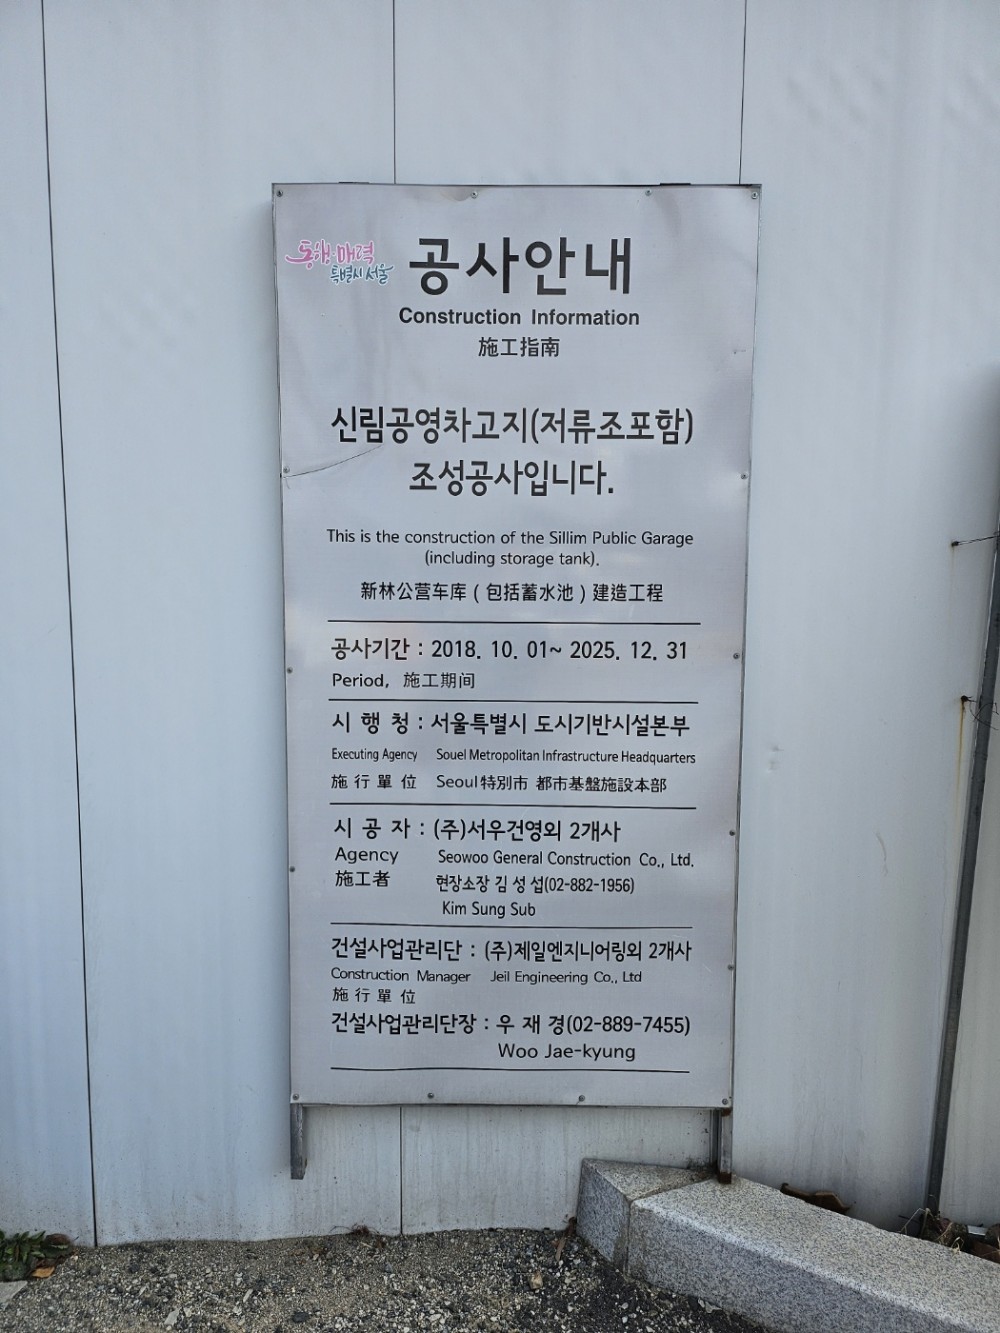 동행·매력
특별시 서울
공사안내
Construction Information
施工指南
신림공영차고지(저류조포함)
조성공사입니다.
This is the construction of the Sillim Public Garage
(including storage tank).
新林公营车库 ( 包括蓄水池 ) 建造工程
공사기간 : 2018. 10. 01~ 2025. 12. 31
Period, 施工期间
시 행 청 : 서울특별시 도시기반시설본부
Executing Agency Souel Metropolitan Infrastructure Headquarters
施 行 單 位 Seoul特別市 都市基盤施設本部
시 공 자 : (주)서우건영외 2개사
Agency Seowoo General Construction Co., Ltd.
施工者 현장소장 김 성 섭(02-882-1956)
Kim Sung Sub
건설사업관리단 : (주)제일엔지니어링외 2개사
Construction Manager Jeil Engineering Co., Ltd
施 行 單 位
건설사업관리단장 : 우 재 경(02-889-7455)
Woo Jae-kyung